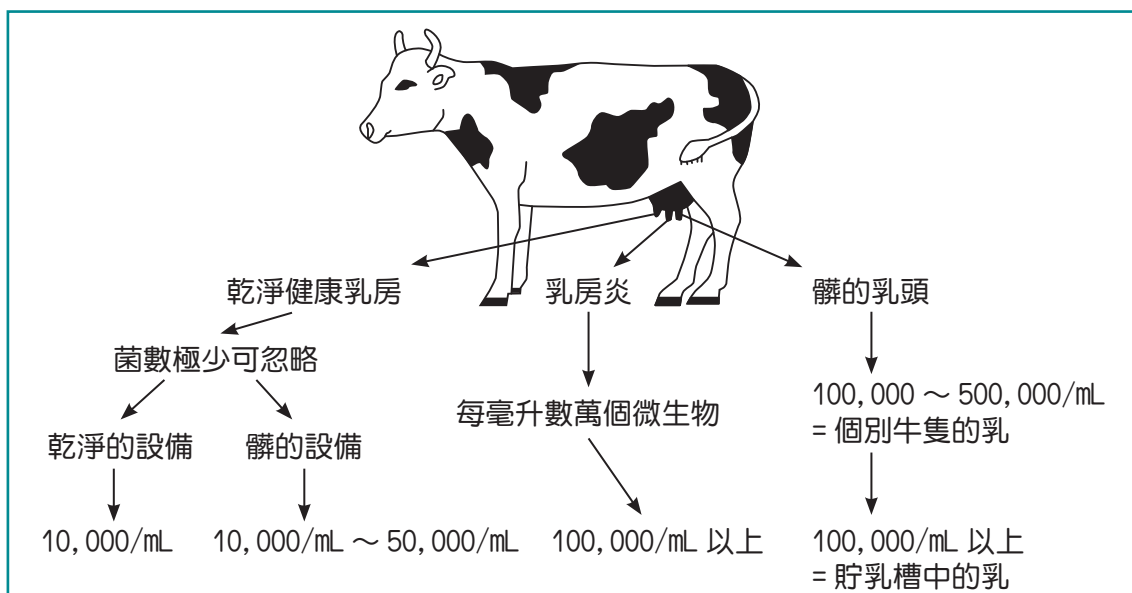 乾淨健康乳房
乳房炎
髒的乳頭
菌數極少可忽略
每毫升數萬個微生物
100,000 ～ 500,000/mL
= 個別牛隻的乳
乾淨的設備
髒的設備
10,000/mL
10,000/mL ～ 50,000/mL
100,000/mL 以上
100,000/mL 以上
= 貯乳槽中的乳